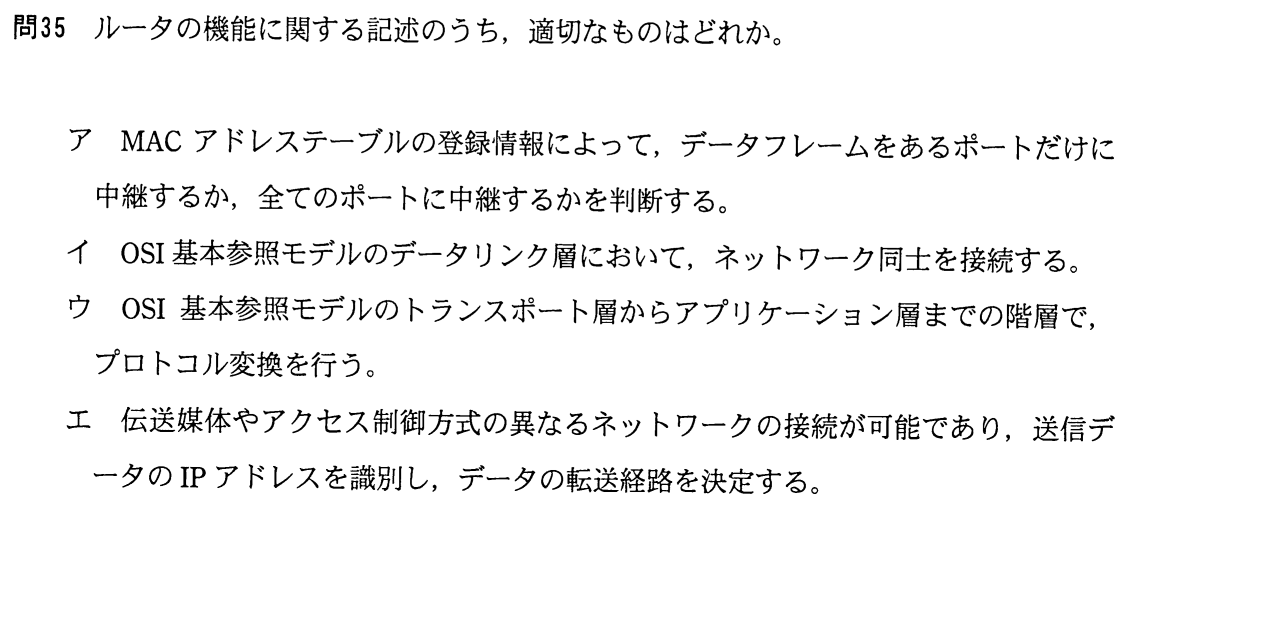 問35 ルータの機能に関する記述のうち，適切なものはどれか。
ア MAC アドレステーブルの登録情報によって，データフレームをあるポートだけに
中継するか，全てのポートに中継するかを判断する。
イ OSI 基本参照モデルのデータリンク層において，ネットワーク同士を接続する。
ウ OSI 基本参照モデルのトランスポート層からアプリケーション層までの階層で，
プロトコル変換を行う。
エ 伝送媒体やアクセス制御方式の異なるネットワークの接続が可能であり，送信デ
ータの IP アドレスを識別し，データの転送経路を決定する。